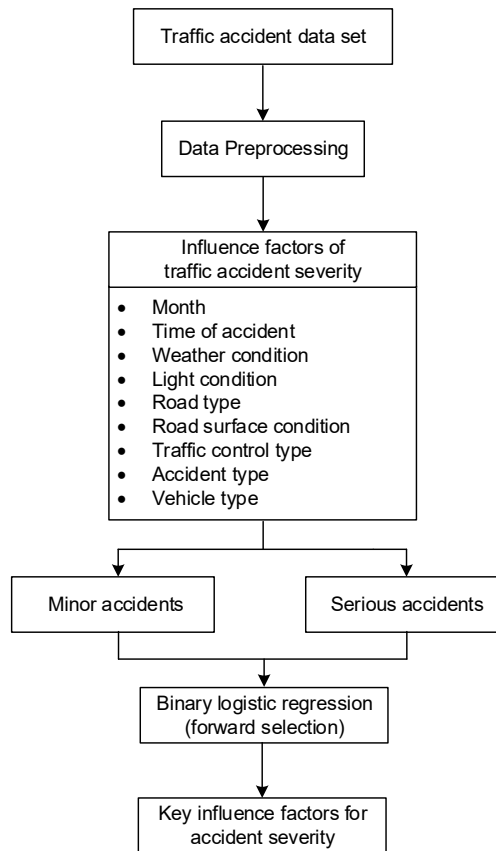 Traffic accident data set
Data Preprocessing
Influence factors of
traffic accident severity
• Month
• Time of accident
• Weather condition
• Light condition
• Road type
• Road surface condition
• Traffic control type
• Accident type
• Vehicle type
Minor accidents
Serious accidents
Binary logistic regression
(forward selection)
Key influence factors for
accident severity